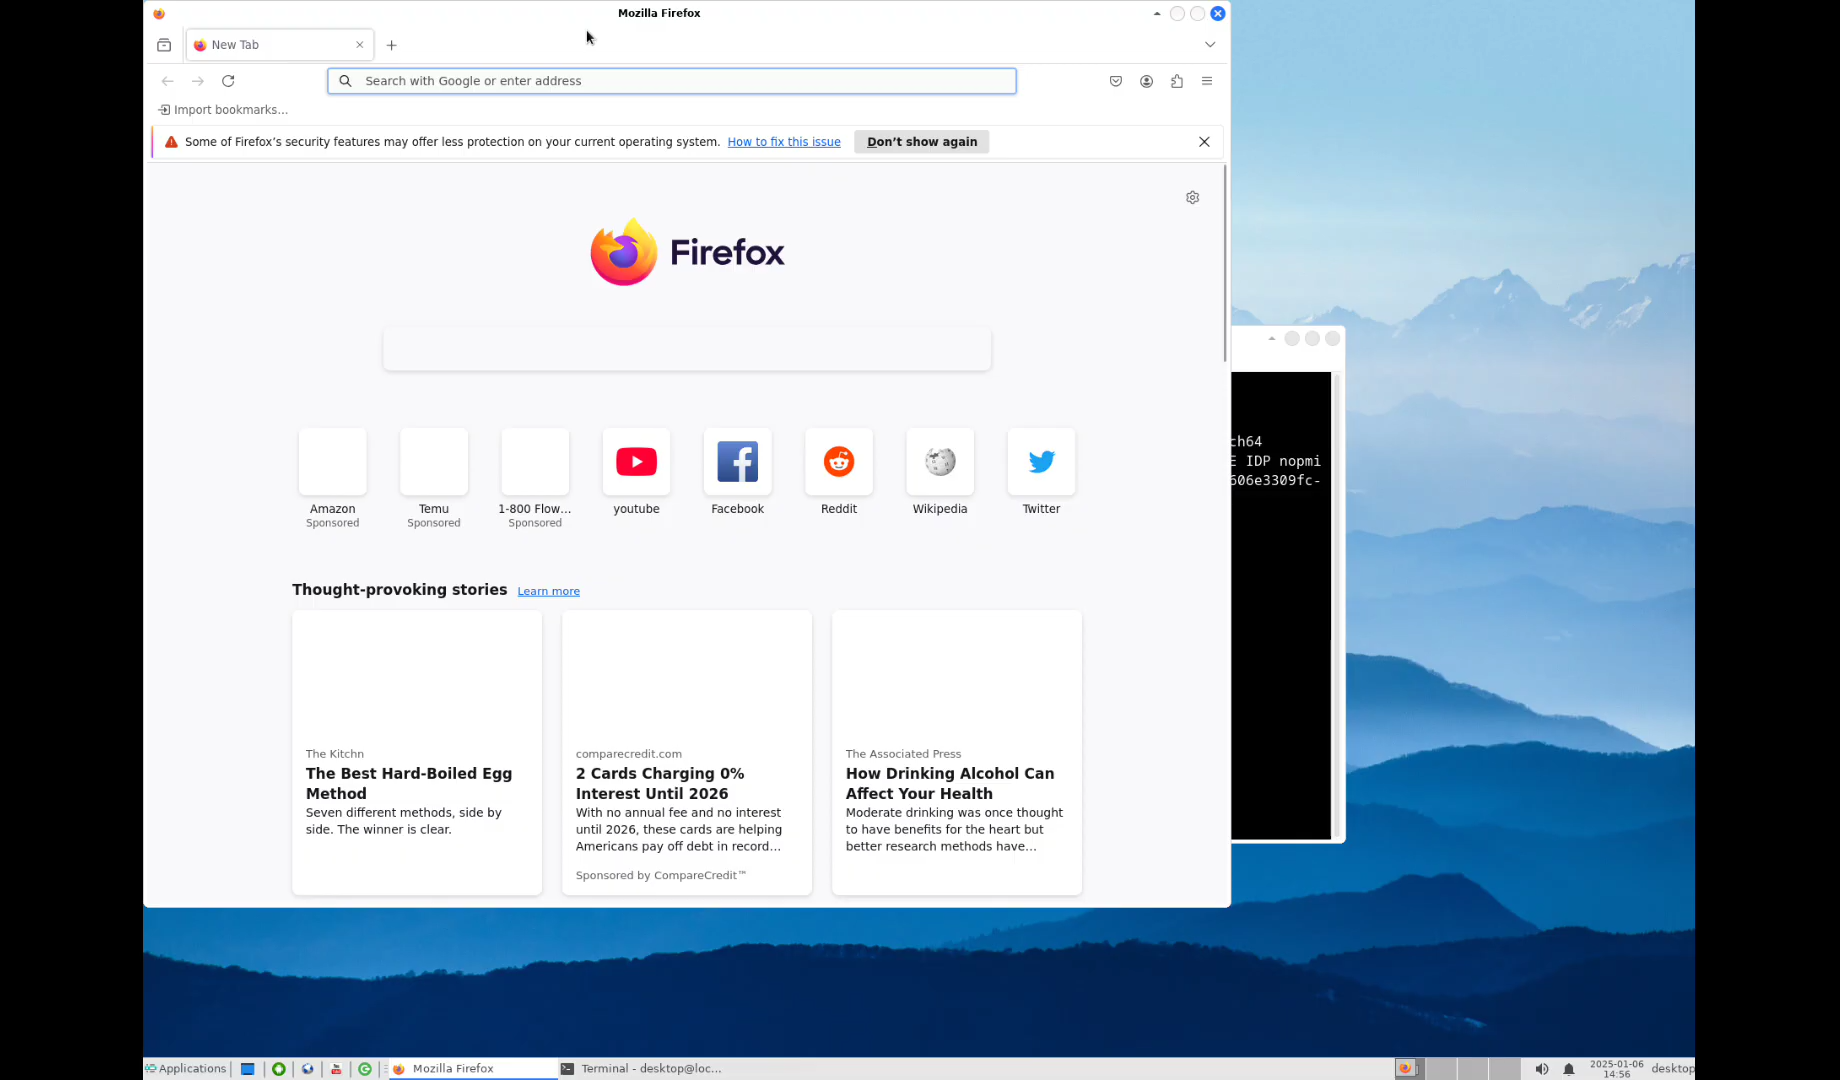 Mozilla Firefox
New Tab
Search with Google or enter address
Import bookmarks...
Some of Firefox's security features may offer less protection on your current operating system. How to fix this issue Don't show again
Firefox
Amazon
Sponsored
Temu
Sponsored
1-800 Flow...
Sponsored
youtube
Facebook
Reddit
Wikipedia
Twitter
ch64
E IDP nopmi
606e3309fc-
Thought-provoking stories Learn more
The Kitchn
The Best Hard-Boiled Egg
Method
Seven different methods, side by
side. The winner is clear.
comparecredit.com
2 Cards Charging 0%
Interest Until 2026
With no annual fee and no interest
until 2026, these cards are helping
Americans pay off debt in record...
Sponsored by CompareCredit™
The Associated Press
How Drinking Alcohol Can
Affect Your Health
Moderate drinking was once thought
to have benefits for the heart but
better research methods have...
Applications
Mozilla Firefox
Terminal - desktop@loc...
2025-01-06
14:56
desktop